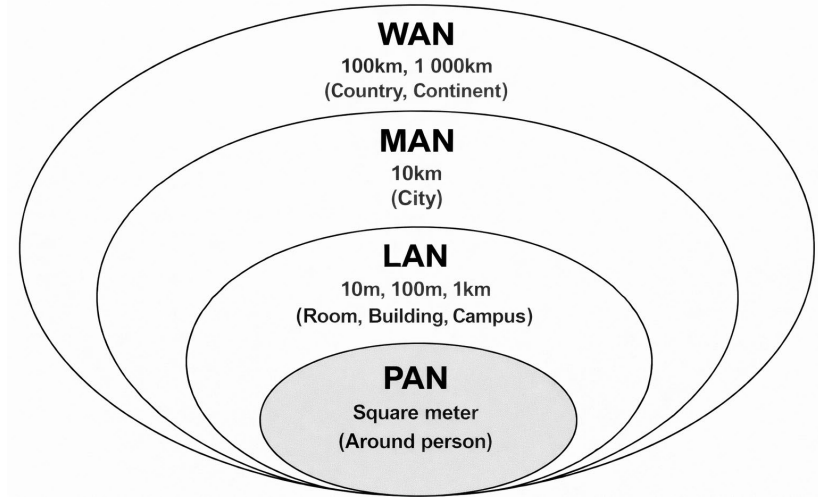 WAN
100km, 1 000km
(Country, Continent)
MAN
10km
(City)
LAN
10m, 100m, 1km
(Room, Building, Campus)
PAN
Square meter
(Around person)